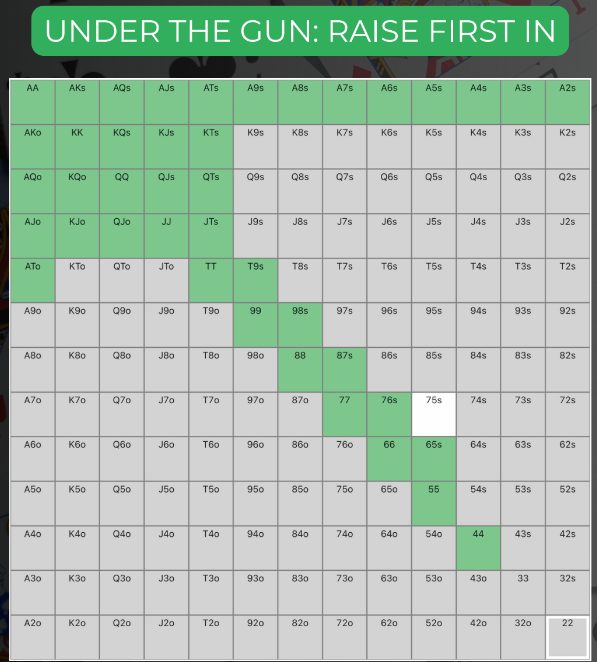 UNDER THE GUN: RAISE FIRST IN
AA AKs AQs AJs ATs A9s A8s A7s A6s A5s A4s A3s A2s
AKo KK KQs KJs KTs K9s K8s K7s K6s K5s K4s K3s K2s
AQo KQo QQ QJs QTs Q9s Q8s Q7s Q6s Q5s Q4s Q3s Q2s
AJo KJo QJo JJ JTs J9s J8s J7s J6s J5s J4s J3s J2s
ATo KTo QTo JTo TT T9s T8s T7s T6s T5s T4s T3s T2s
A9o K9o Q9o J9o T9o 99 98s 97s 96s 95s 94s 93s 92s
A8o K8o Q8o J8o T8o 98o 88 87s 86s 85s 84s 83s 82s
A7o K7o Q7o J7o T7o 97o 87o 77 76s 75s 74s 73s 72s
A6o K6o Q6o J6o T6o 96o 86o 76o 66 65s 64s 63s 62s
A5o K5o Q5o J5o T5o 95o 85o 75o 65o 55 54s 53s 52s
A4o K4o Q4o J4o T4o 94o 84o 74o 64o 54o 44 43s 42s
A3o K3o Q3o J3o T3o 93o 83o 73o 63o 53o 43o 33 32s
A2o K2o Q2o J2o T2o 92o 82o 72o 62o 52o 42o 32o 22